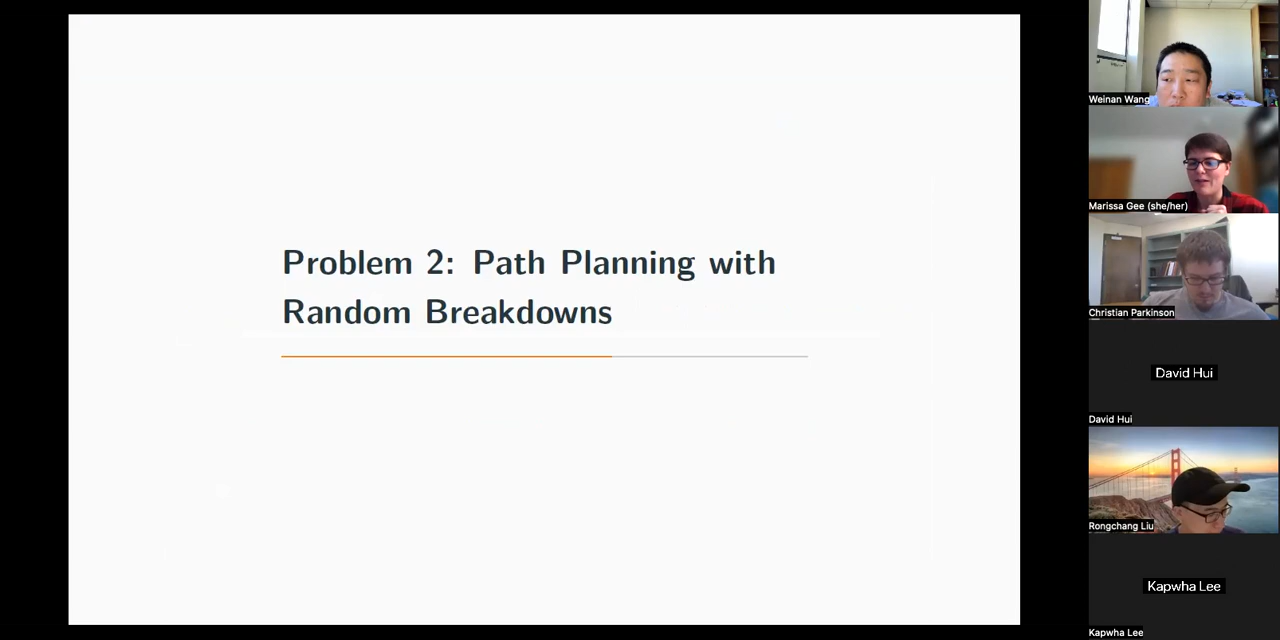 Problem 2: Path Planning with
Random Breakdowns
Weinan Wang
Marissa Gee (she/her)
Christian Parkinson
David Hui
David Hui
Rongchang Liu
Kapwha Lee
Kapwha Lee